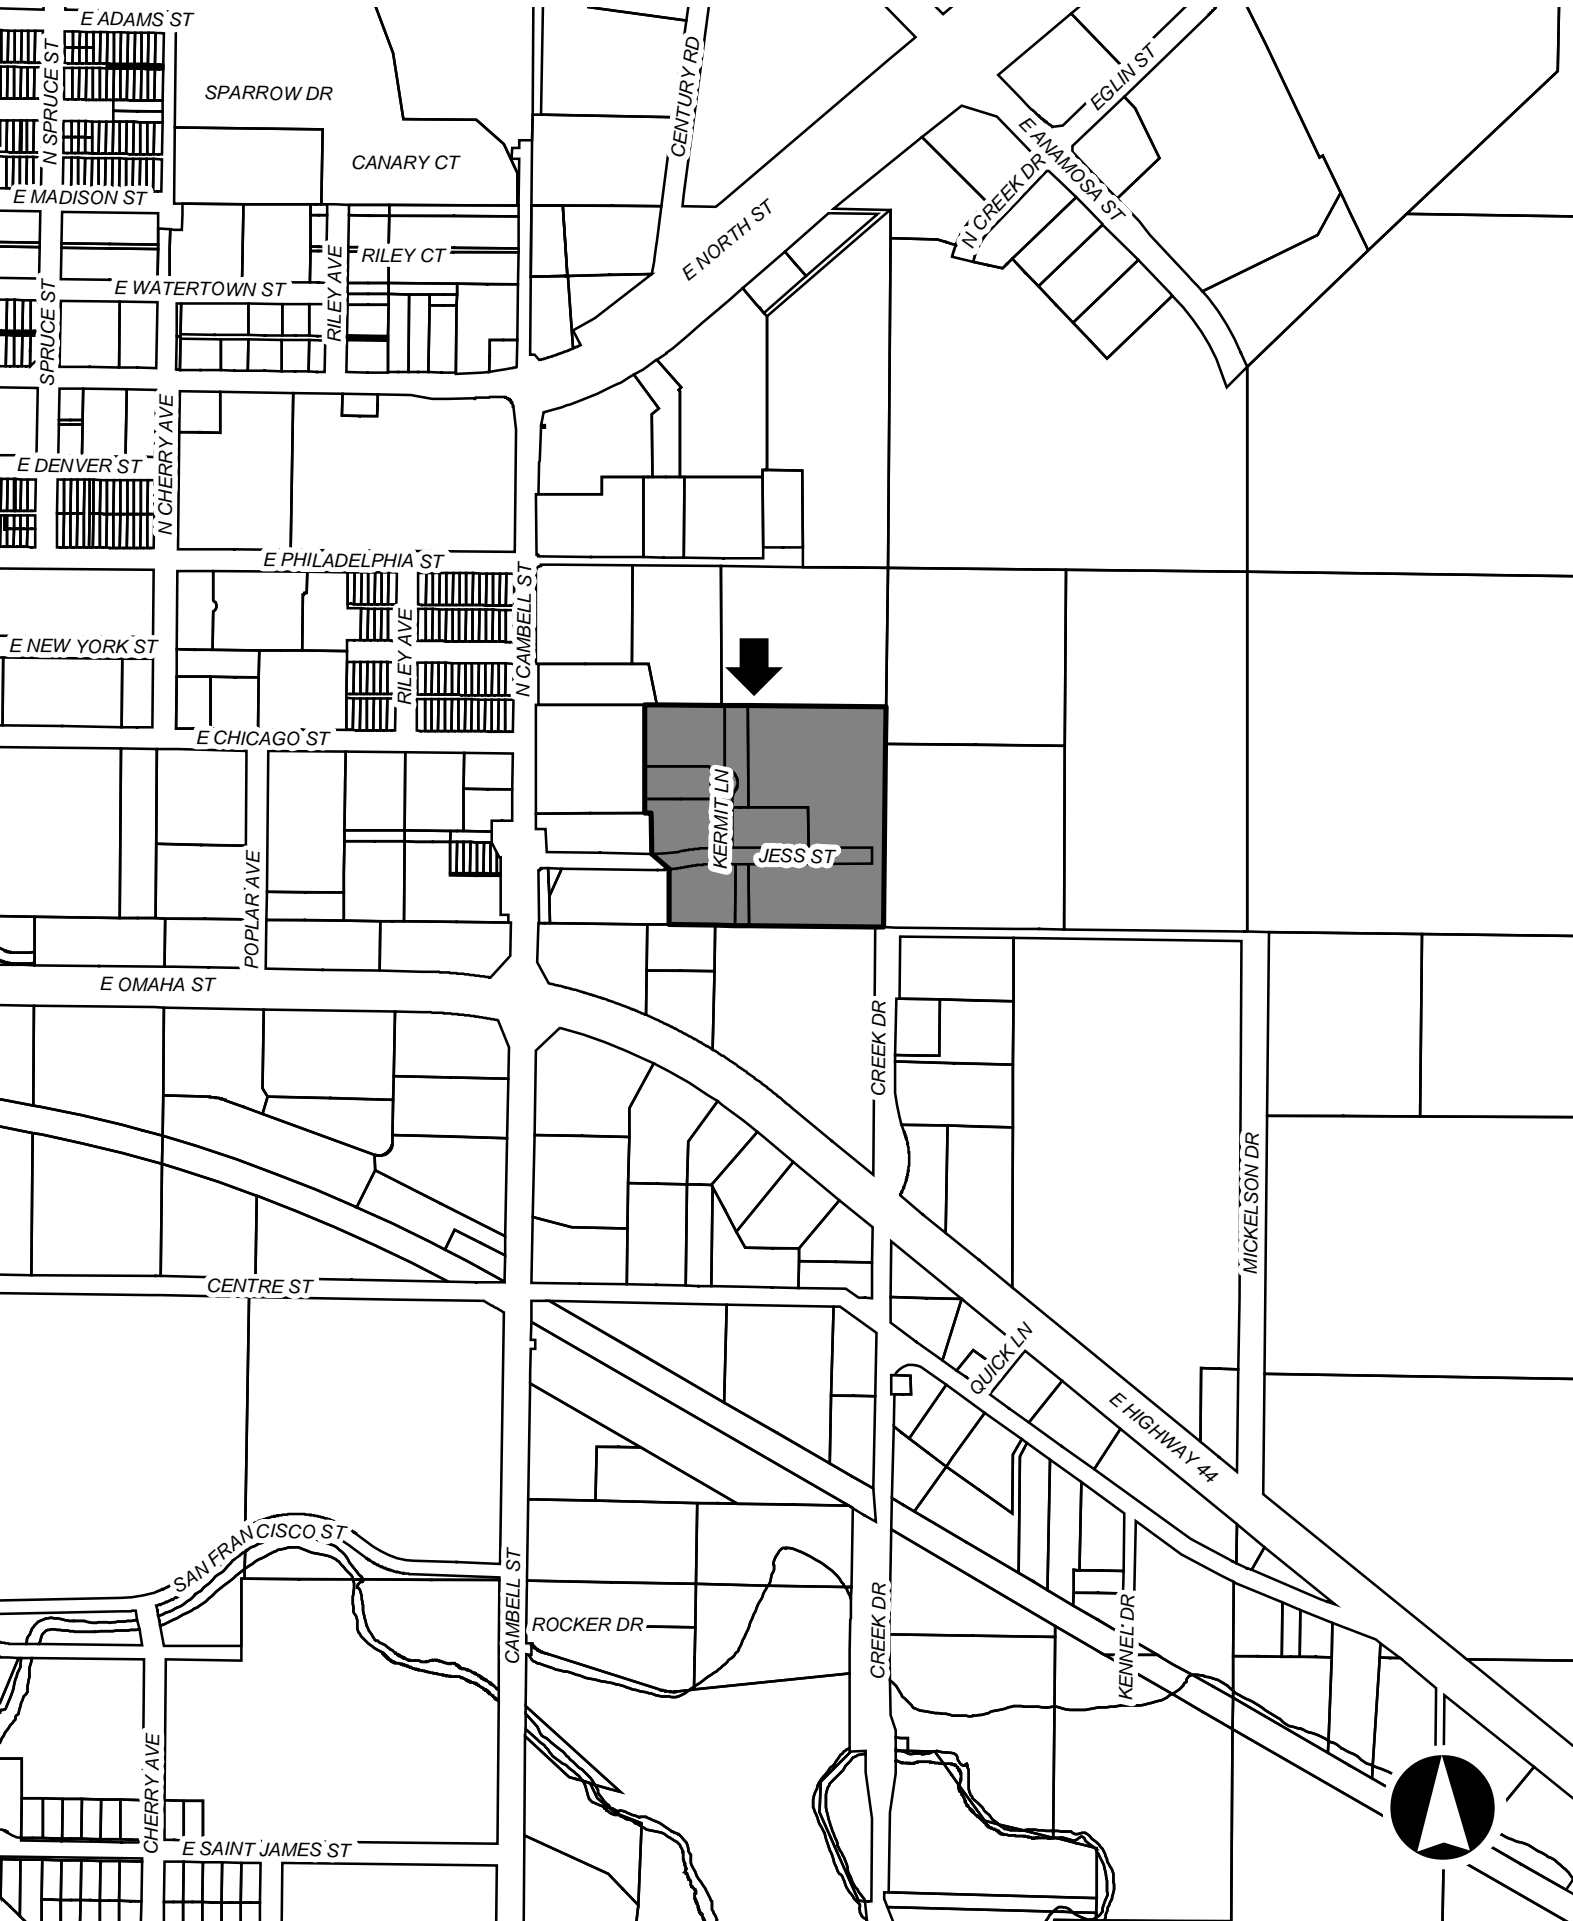 E ADAMS ST
N SPRUCE ST
SPARROW DR
CENTURY RD
EGLIN ST
CANARY CT
E ANAMOSA ST
N CREEK DR
E MADISON ST
E NORTH ST
RILEY CT
RILEY AVE
E WATERTOWN ST
SPRUCE ST
N CHERRY AVE
E DENVER ST
E PHILADELPHIA ST
N CAMBELL ST
RILEY AVE
E NEW YORK ST
E CHICAGO ST
KERMIT LN
JESS ST
POPLAR AVE
E OMAHA ST
CREEK DR
MICKELSON DR
CENTRE ST
QUICK LN
E HIGHWAY 44
SAN FRANCISCO ST
CAMBELL ST
ROCKER DR
CREEK DR
KENNEL DR
CHERRY AVE
E SAINT JAMES ST